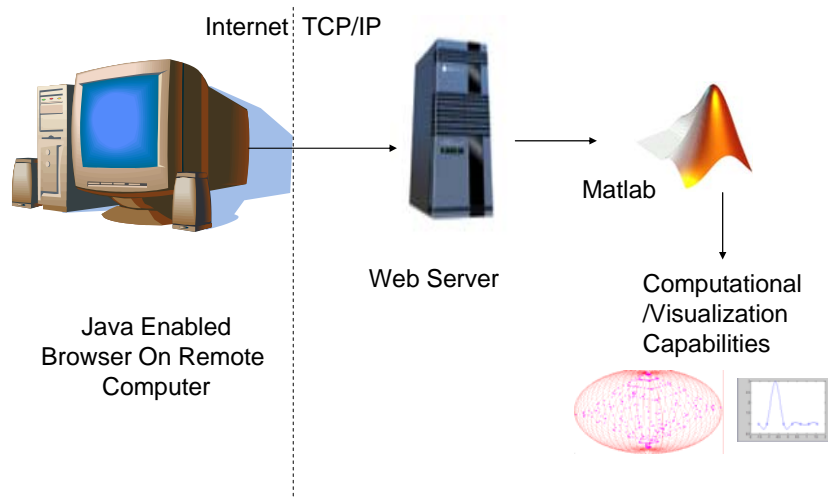 Internet TCP/IP
Matlab
Web Server
Computational
/Visualization
Capabilities
Java Enabled
Browser On Remote
Computer